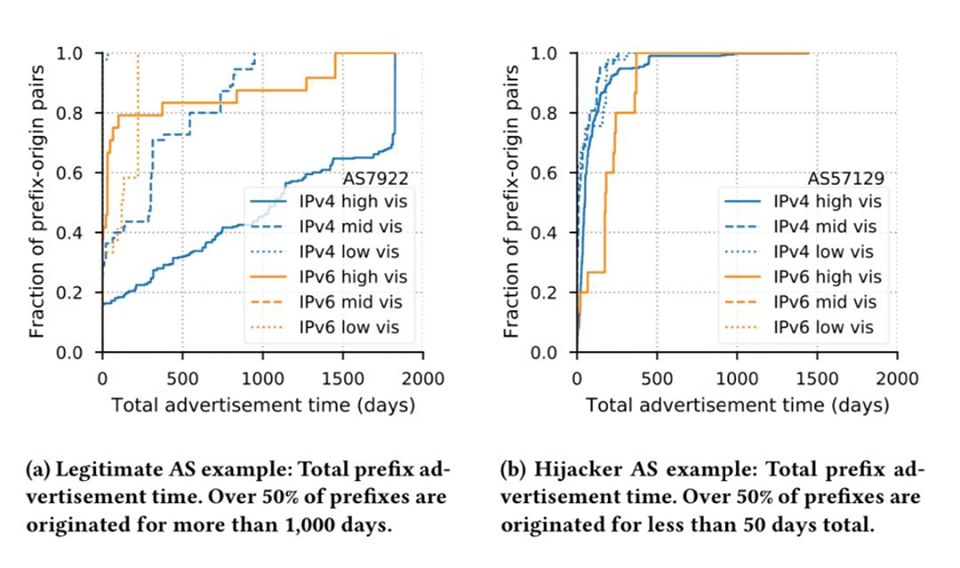 1.0
0.8
0.6
0.4
0.2
0.0
Fraction of prefix-origin pairs
AS7922
IPv4 high vis
IPv4 mid vis
IPv4 low vis
IPv6 high vis
IPv6 mid vis
IPv6 low vis
0 500 1000 1500 2000
Total advertisement time (days)
(a) Legitimate AS example: Total prefix ad-
vertisement time. Over 50% of prefixes are
originated for more than 1,000 days.
1.0
0.8
0.6
0.4
0.2
0.0
Fraction of prefix-origin pairs
AS57129
IPv4 high vis
IPv4 mid vis
IPv4 low vis
IPv6 high vis
IPv6 mid vis
IPv6 low vis
0 500 1000 1500 2000
Total advertisement time (days)
(b) Hijacker AS example: Total prefix ad-
vertisement time. Over 50% of prefixes are
originated for less than 50 days total.